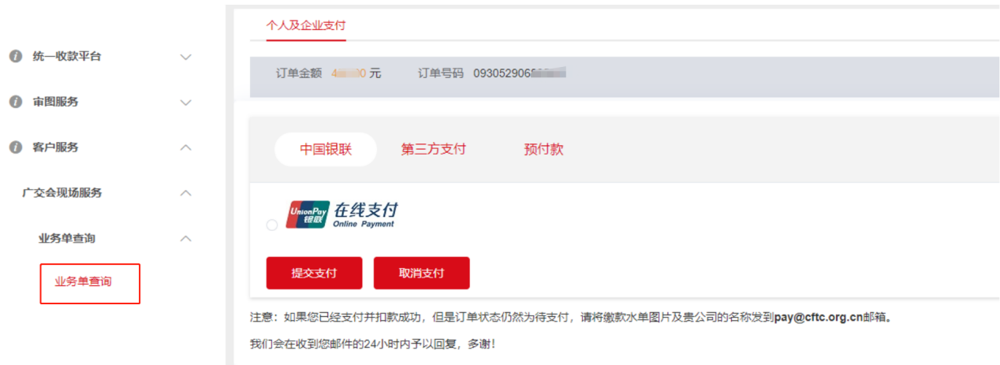 个人及企业支付
统一收款平台
审图服务
客户服务
广交会现场服务
业务单查询
业务单查询
订单金额 4 0 元 订单号码 093052906
中国银联 第三方支付 预付款
UnionPay 银联 在线支付 Online Payment
提交支付 取消支付
注意：如果您已经支付并扣款成功，但是订单状态仍然为待支付，请将缴款水单图片及贵公司的名称发到pay@cftc.org.cn邮箱。
我们会在收到您邮件的24小时内予以回复，多谢！